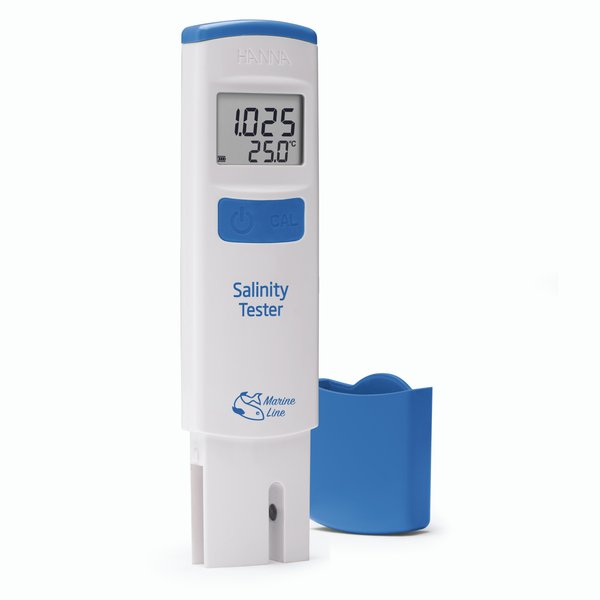 HANNA
1.025
25.0°C
CAL
Salinity
Tester
Marine
Line